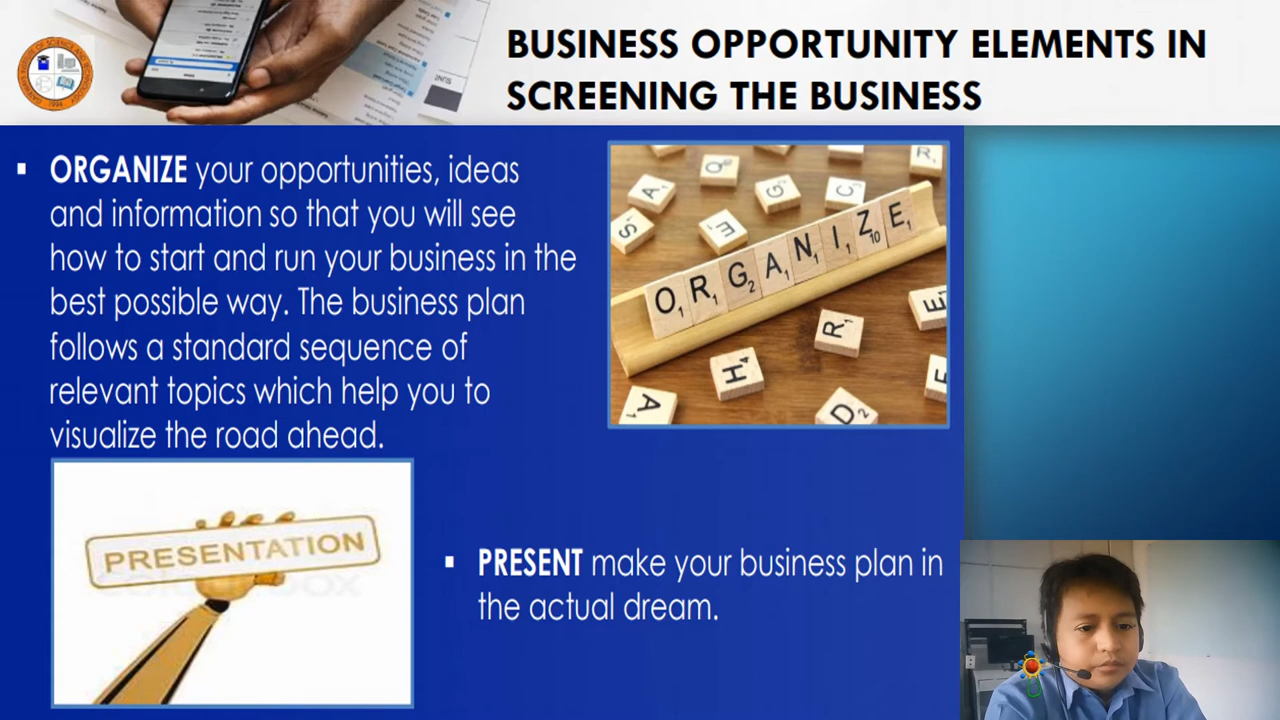 BUSINESS OPPORTUNITY ELEMENTS IN
SCREENING THE BUSINESS
▪ ORGANIZE your opportunities, ideas
and information so that you will see
how to start and run your business in the
best possible way. The business plan
follows a standard sequence of
relevant topics which help you to
visualize the road ahead.
ORGANIZE
PRESENTATION
▪ PRESENT make your business plan in
the actual dream.